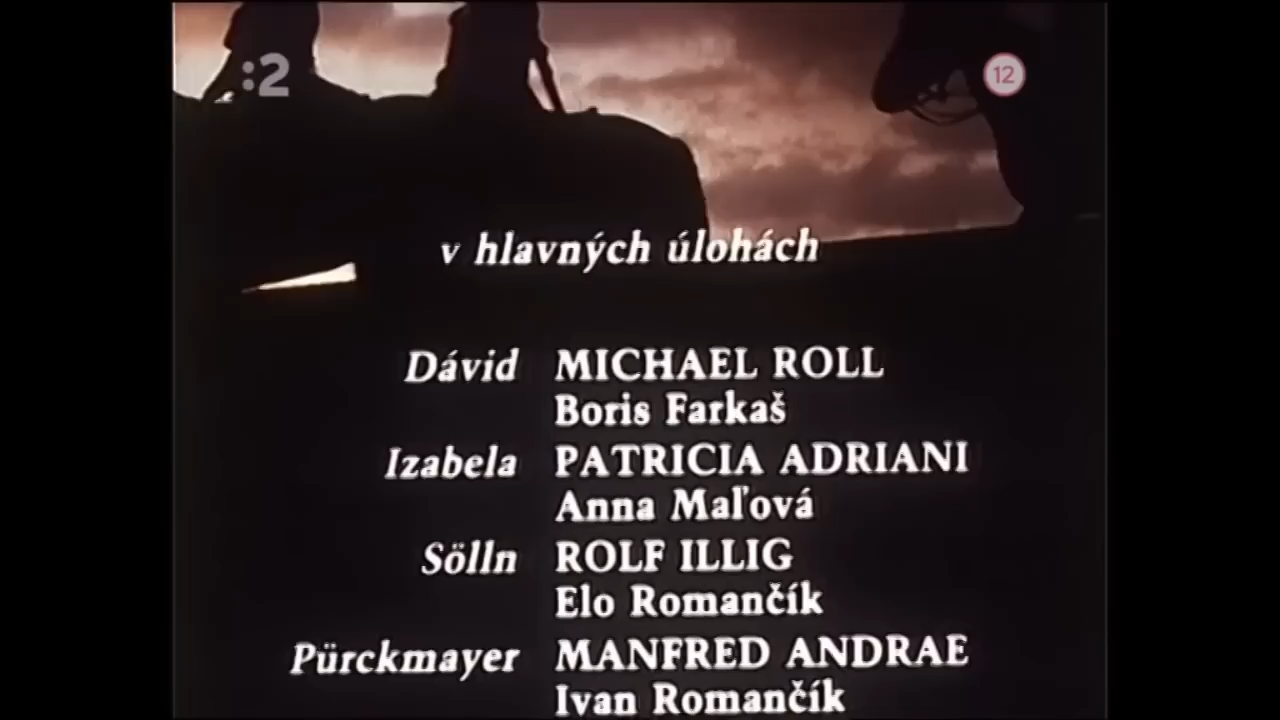 :2
12
v hlavných úlohách
Dávid MICHAEL ROLL
Boris Farkaš
Izabela PATRICIA ADRIANI
Anna Maľová
Sölln ROLF ILLIG
Elo Romančík
Pürckmayer MANFRED ANDRAE
Ivan Romančík